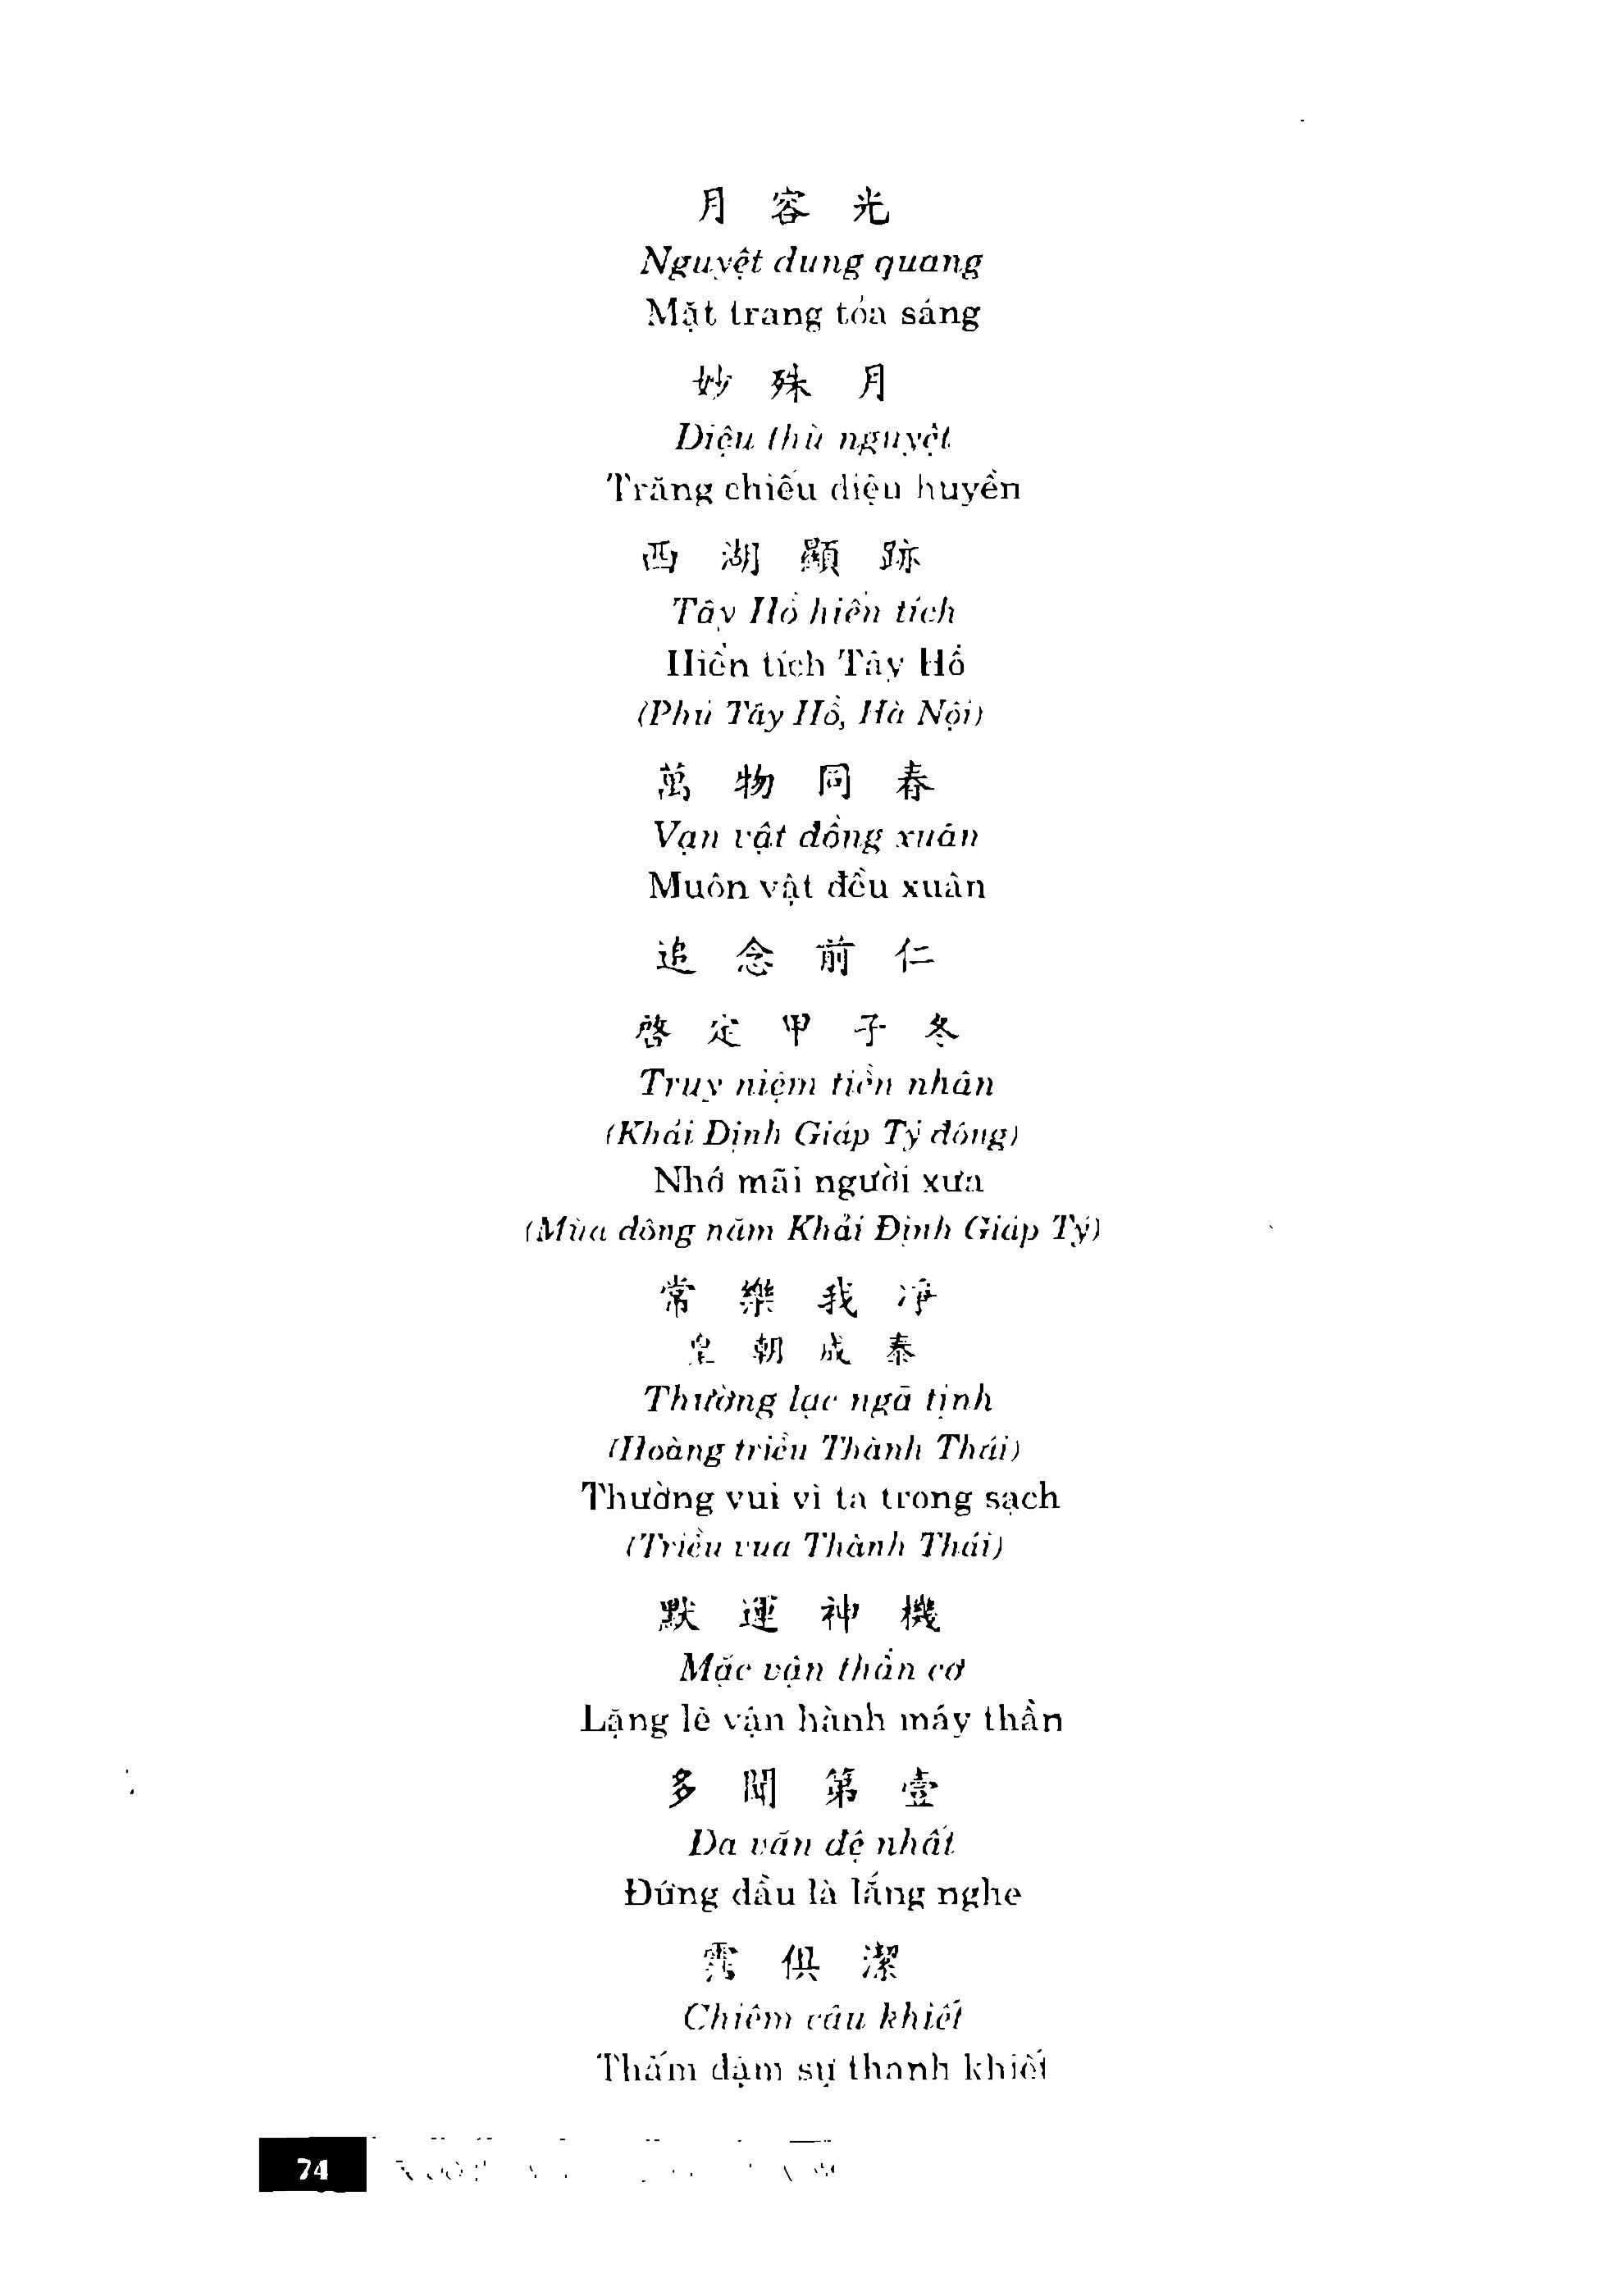 月 容 光
Nguyệt dung quang
Mặt trăng tỏa sáng
妙 殊 月
Diệu thù nguyệt
Trăng chiếu diệu huyền
西 湖 顯 跡
Tây Hồ hiển tích
Hiển tích Tây Hồ
(Phủ Tây Hồ, Hà Nội)
萬 物 同 春
Vạn vật đồng xuân
Muôn vật đều xuân
追 念 前 仁
啓 定 甲 子 冬
Truy niệm tiền nhân
(Khải Định Giáp Tý đông)
Nhớ mãi người xưa
(Mùa đông năm Khải Định Giáp Tý)
常 樂 我 淨
皇 朝 成 泰
Thường lạc ngã tịnh
(Hoàng triều Thành Thái)
Thường vui vì ta trong sạch
(Triều vua Thành Thái)
默 運 神 機
Mặc vận thần cơ
Lặng lẽ vận hành máy thần
多 聞 第 壹
Đa văn đệ nhất
Đứng đầu là lắng nghe
俱 潔
Chiêm câu khiết
Thấm đậm sự thanh khiết
74